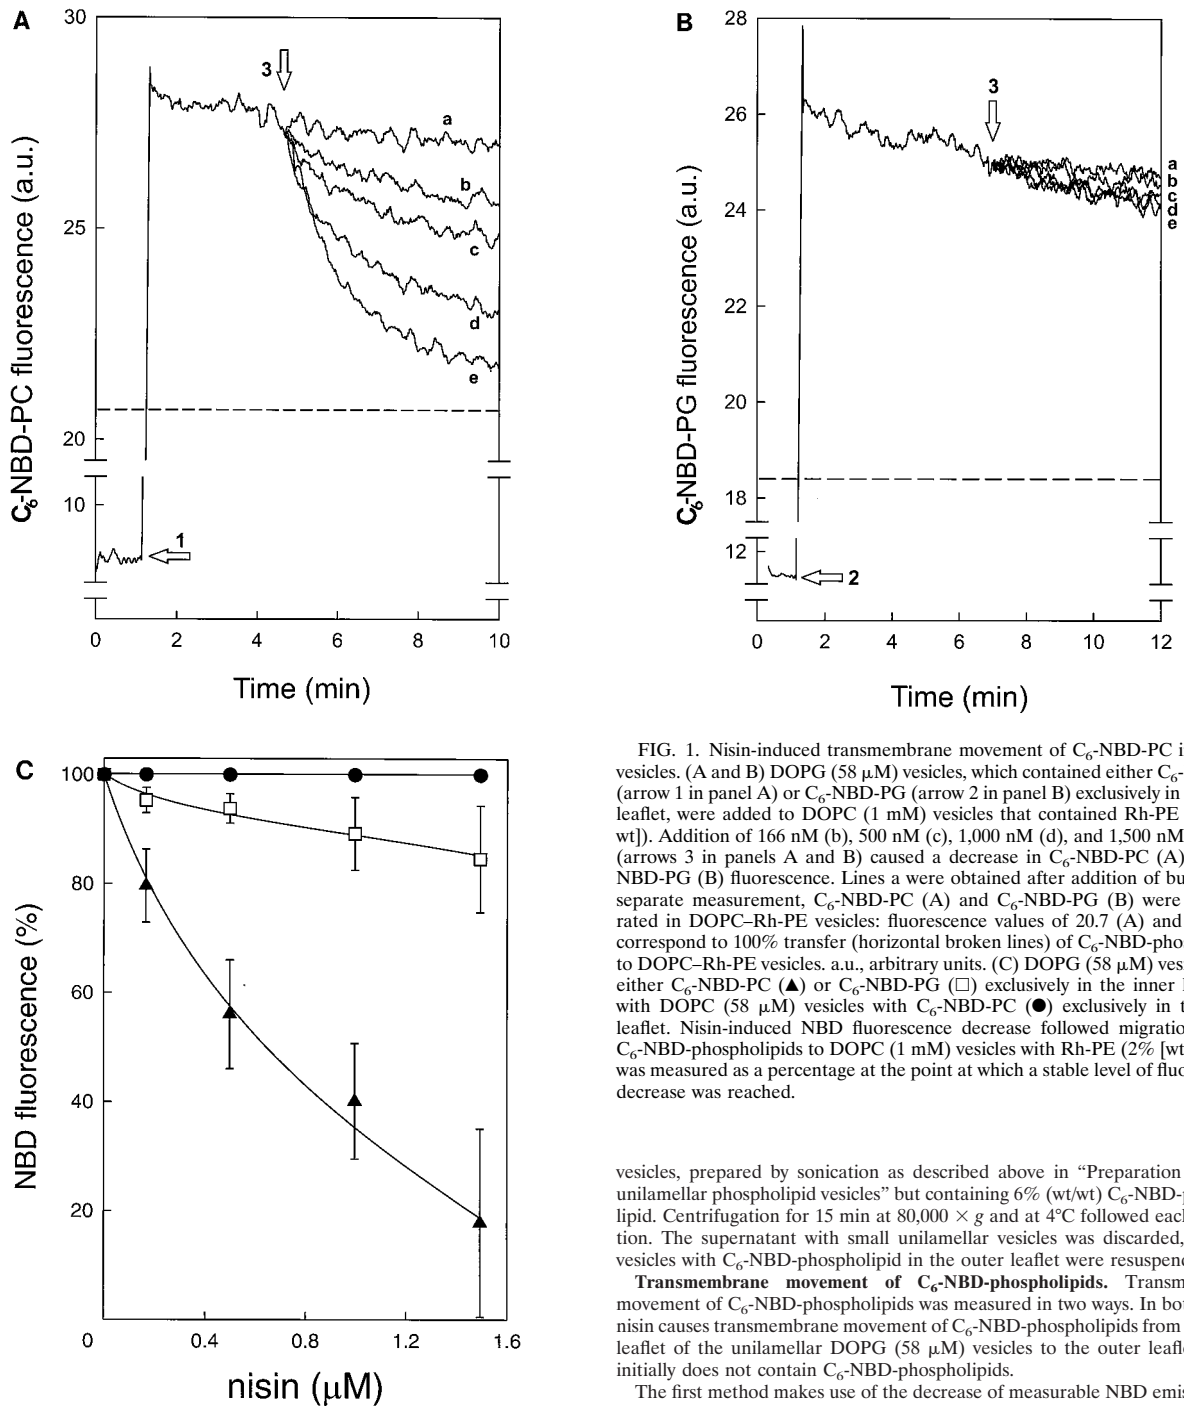 A
30
25
20
10
C6-NBD-PC fluorescence (a.u.)
3
a
b
c
d
e
1
0 2 4 6 8 10
Time (min)
B
28
26
24
22
20
18
12
C6-NBD-PG fluorescence (a.u.)
3
a
b
c
d
e
2
0 2 4 6 8 10 12
Time (min)
C
100
80
60
40
20
0
NBD fluorescence (%)
0.4 0.8 1.2 1.6
nisin (μM)
FIG. 1. Nisin-induced transmembrane movement of C6-NBD-PC i
vesicles. (A and B) DOPG (58 μM) vesicles, which contained either C6-
(arrow 1 in panel A) or C6-NBD-PG (arrow 2 in panel B) exclusively in
leaflet, were added to DOPC (1 mM) vesicles that contained Rh-PE
wt]). Addition of 166 nM (b), 500 nM (c), 1,000 nM (d), and 1,500 nM
(arrows 3 in panels A and B) caused a decrease in C6-NBD-PC (A)
NBD-PG (B) fluorescence. Lines a were obtained after addition of bu
separate measurement, C6-NBD-PC (A) and C6-NBD-PG (B) were
rated in DOPC–Rh-PE vesicles: fluorescence values of 20.7 (A) and
correspond to 100% transfer (horizontal broken lines) of C6-NBD-phos
to DOPC–Rh-PE vesicles. a.u., arbitrary units. (C) DOPG (58 μM) vesi
either C6-NBD-PC (▲) or C6-NBD-PG (□) exclusively in the inner l
with DOPC (58 μM) vesicles with C6-NBD-PC (●) exclusively in t
leaflet. Nisin-induced NBD fluorescence decrease followed migratio
C6-NBD-phospholipids to DOPC (1 mM) vesicles with Rh-PE (2% [wt
was measured as a percentage at the point at which a stable level of fluo
decrease was reached.
vesicles, prepared by sonication as described above in “Preparation
unilamellar phospholipid vesicles” but containing 6% (wt/wt) C6-NBD-p
lipid. Centrifugation for 15 min at 80,000 × g and at 4°C followed each
tion. The supernatant with small unilamellar vesicles was discarded,
vesicles with C6-NBD-phospholipid in the outer leaflet were resuspen
Transmembrane movement of C6-NBD-phospholipids. Transm
movement of C6-NBD-phospholipids was measured in two ways. In bot
nisin causes transmembrane movement of C6-NBD-phospholipids from
leaflet of the unilamellar DOPG (58 μM) vesicles to the outer leafle
initially does not contain C6-NBD-phospholipids.
The first method makes use of the decrease of measurable NBD emis